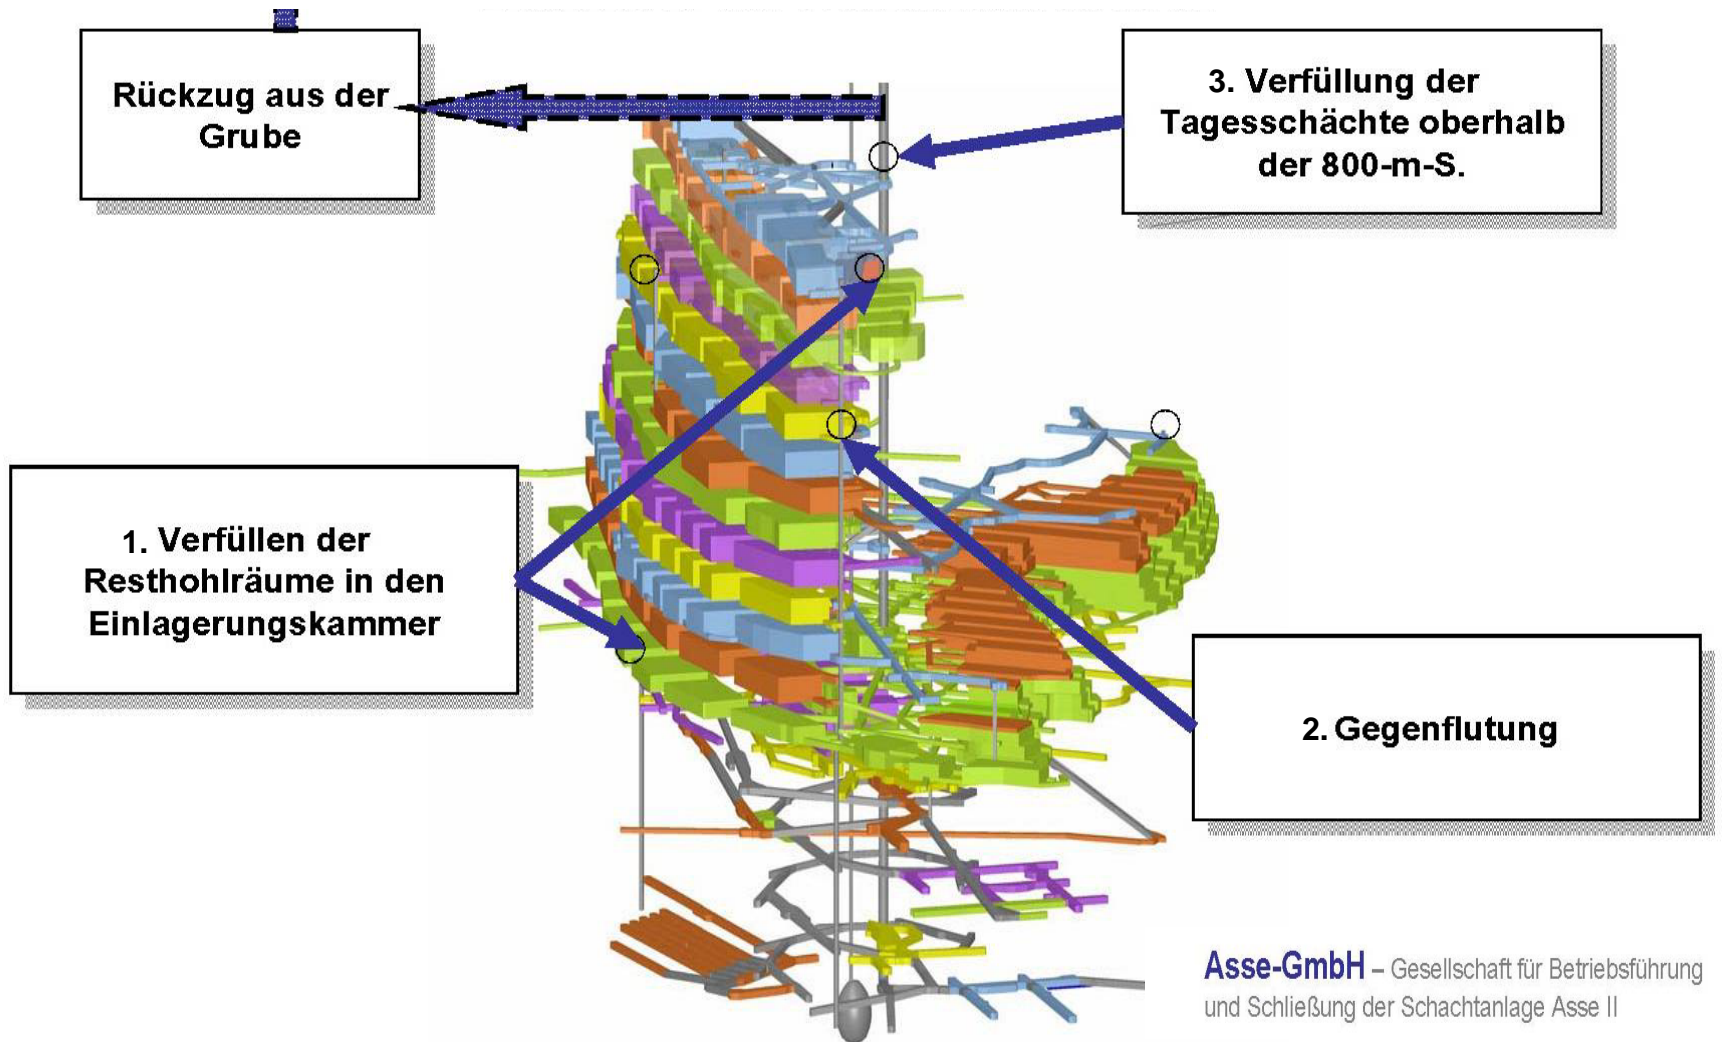 Rückzug aus der
Grube
3. Verfüllung der
Tagesschächte oberhalb
der 800-m-S.
1. Verfüllen der
Resthohlräume in den
Einlagerungskammer
2. Gegenflutung
Asse-GmbH – Gesellschaft für Betriebsführung
und Schließung der Schachtanlage Asse II